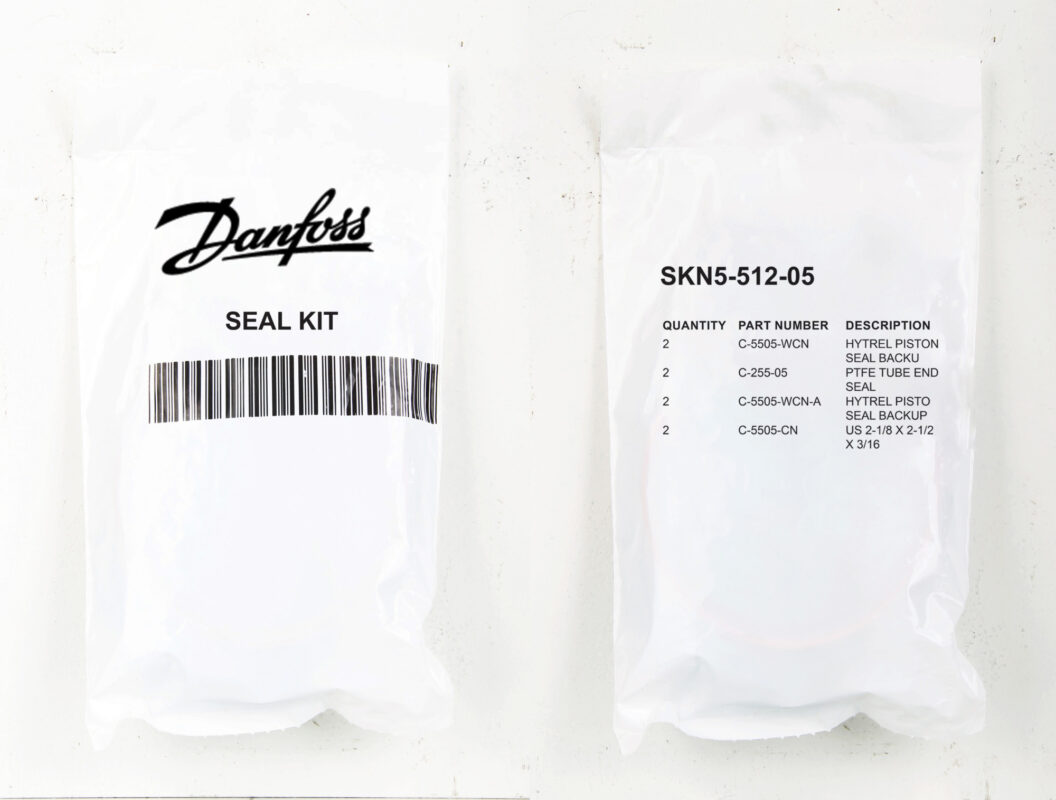 Danfoss
SEAL KIT
SKN5-512-05
QUANTITY PART NUMBER DESCRIPTION
2 C-5505-WCN HYTREL PISTON
SEAL BACKU
2 C-255-05 PTFE TUBE END
SEAL
2 C-5505-WCN-A HYTREL PISTO
SEAL BACKUP
2 C-5505-CN US 2-1/8 X 2-1/2
X 3/16